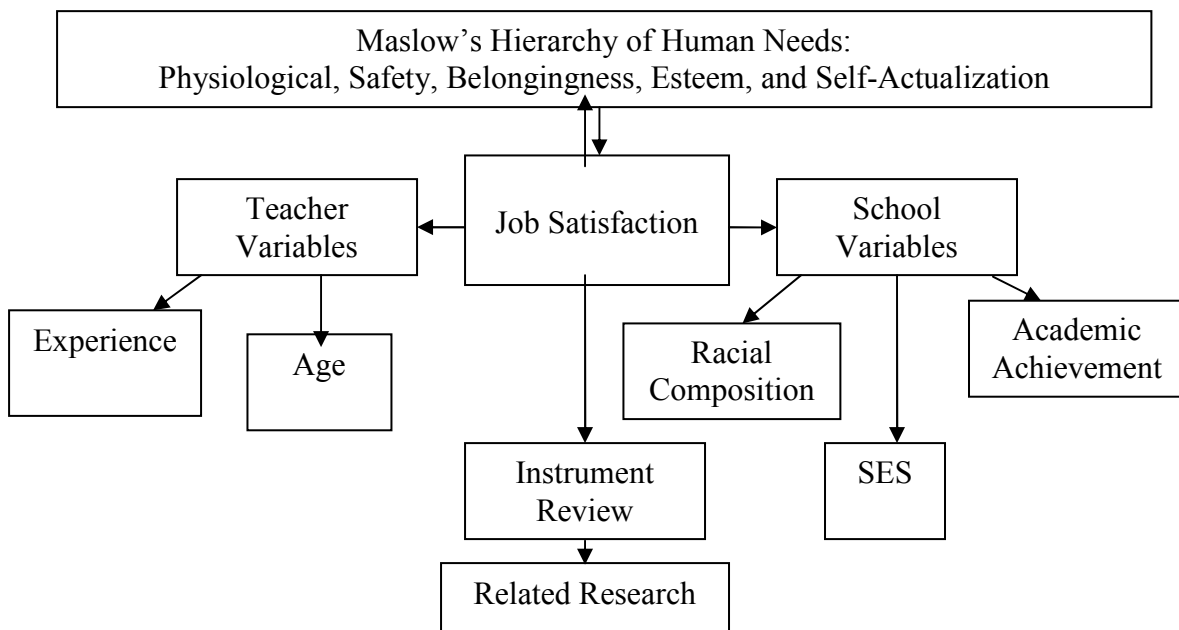 Maslow’s Hierarchy of Human Needs:
Physiological, Safety, Belongingness, Esteem, and Self-Actualization
Teacher
Variables
Job Satisfaction
School
Variables
Experience
Age
Racial
Composition
Academic
Achievement
Instrument
Review
SES
Related Research